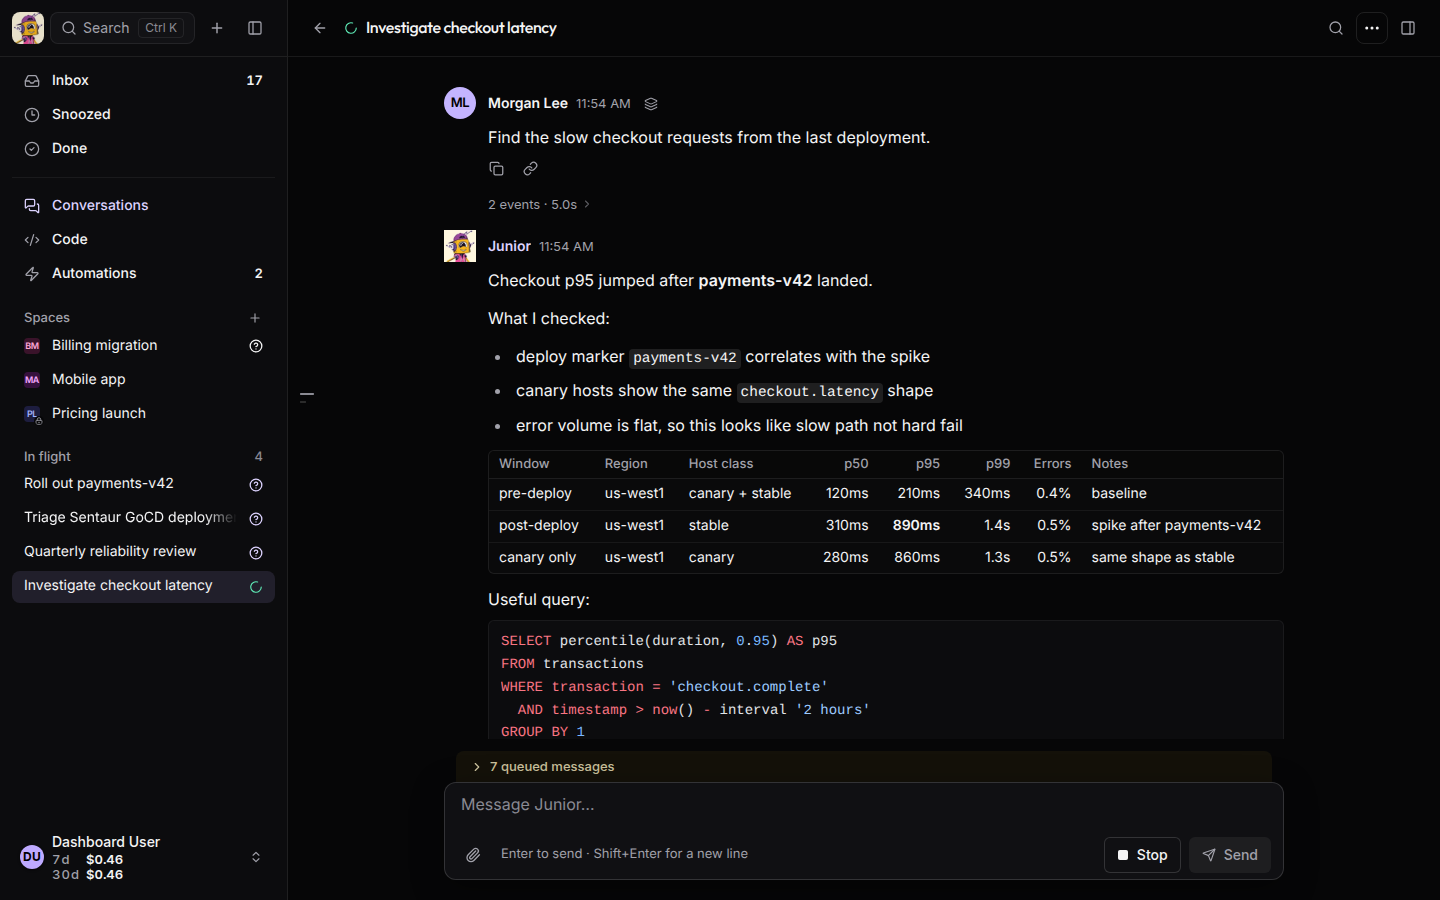 Search Ctrl K
Inbox 17
Snoozed
Done
Conversations
Code
Automations 2
Spaces
BM Billing migration
MA Mobile app
PL Pricing launch
In flight 4
Roll out payments-v42
Triage Sentaur GoCD deployme
Quarterly reliability review
Investigate checkout latency
DU Dashboard User
7d $0.46
30d $0.46
Investigate checkout latency
ML Morgan Lee 11:54 AM
Find the slow checkout requests from the last deployment.
2 events · 5.0s
Junior 11:54 AM
Checkout p95 jumped after payments-v42 landed.
What I checked:
deploy marker payments-v42 correlates with the spike
canary hosts show the same checkout.latency shape
error volume is flat, so this looks like slow path not hard fail
Window Region Host class p50 p95 p99 Errors Notes
pre-deploy us-west1 canary + stable 120ms 210ms 340ms 0.4% baseline
post-deploy us-west1 stable 310ms 890ms 1.4s 0.5% spike after payments-v42
canary only us-west1 canary 280ms 860ms 1.3s 0.5% same shape as stable
Useful query:
SELECT percentile(duration, 0.95) AS p95
FROM transactions
WHERE transaction = 'checkout.complete'
AND timestamp > now() - interval '2 hours'
GROUP BY 1
7 queued messages
Message Junior...
Enter to send · Shift+Enter for a new line
Stop
Send